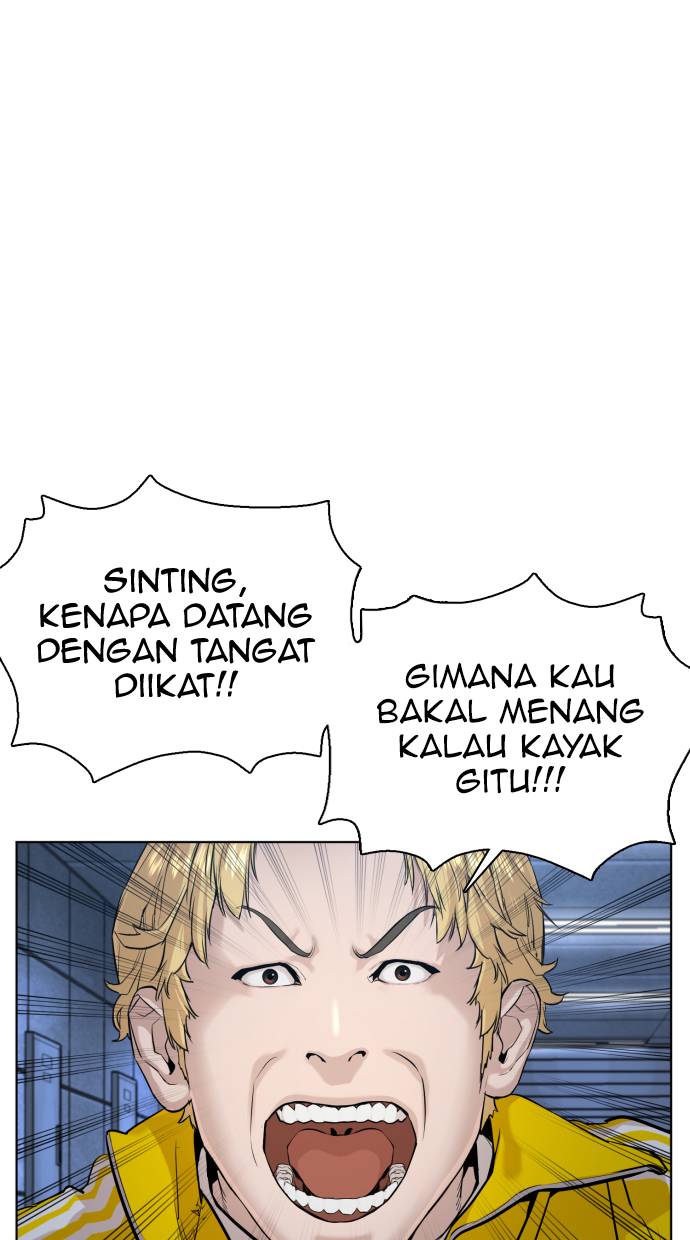 SINTING,
KENAPA DATANG
DENGAN TANGAT
DIIKAT!!
GIMANA KAU
BAKAL MENANG
KALAU KAYAK
GITU!!!